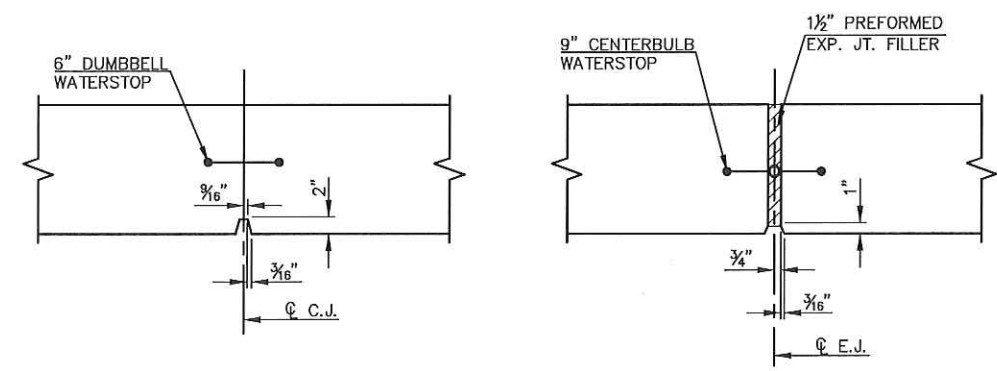 6" DUMBBELL
WATERSTOP
9/16"
2"
3/16"
℄ C.J.
9" CENTERBULB
WATERSTOP
1½" PREFORMED
EXP. JT. FILLER
1"
¾"
3/16"
℄ E.J.